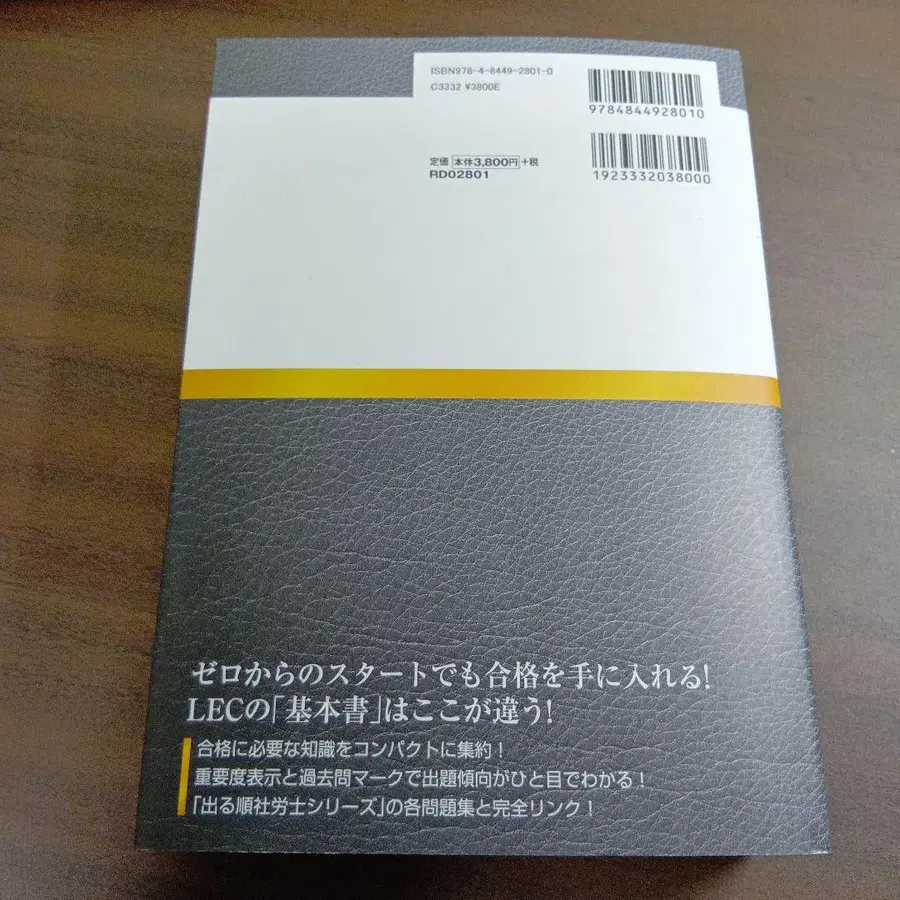 ISBN978-4-8449-2801-0
C3332 ¥3800E
9784844928010
定価 本体3,800円 +税
RD02801
1923332038000
ゼロからのスタートでも合格を手に入れる!
LECの「基本書」はここが違う!
合格に必要な知識をコンパクトに集約!
重要度表示と過去問マークで出題傾向がひと目でわかる!
「出る順社労士シリーズ」の各問題集と完全リンク!